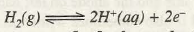 H₂(g) ⇌ 2H⁺(aq) + 2e⁻